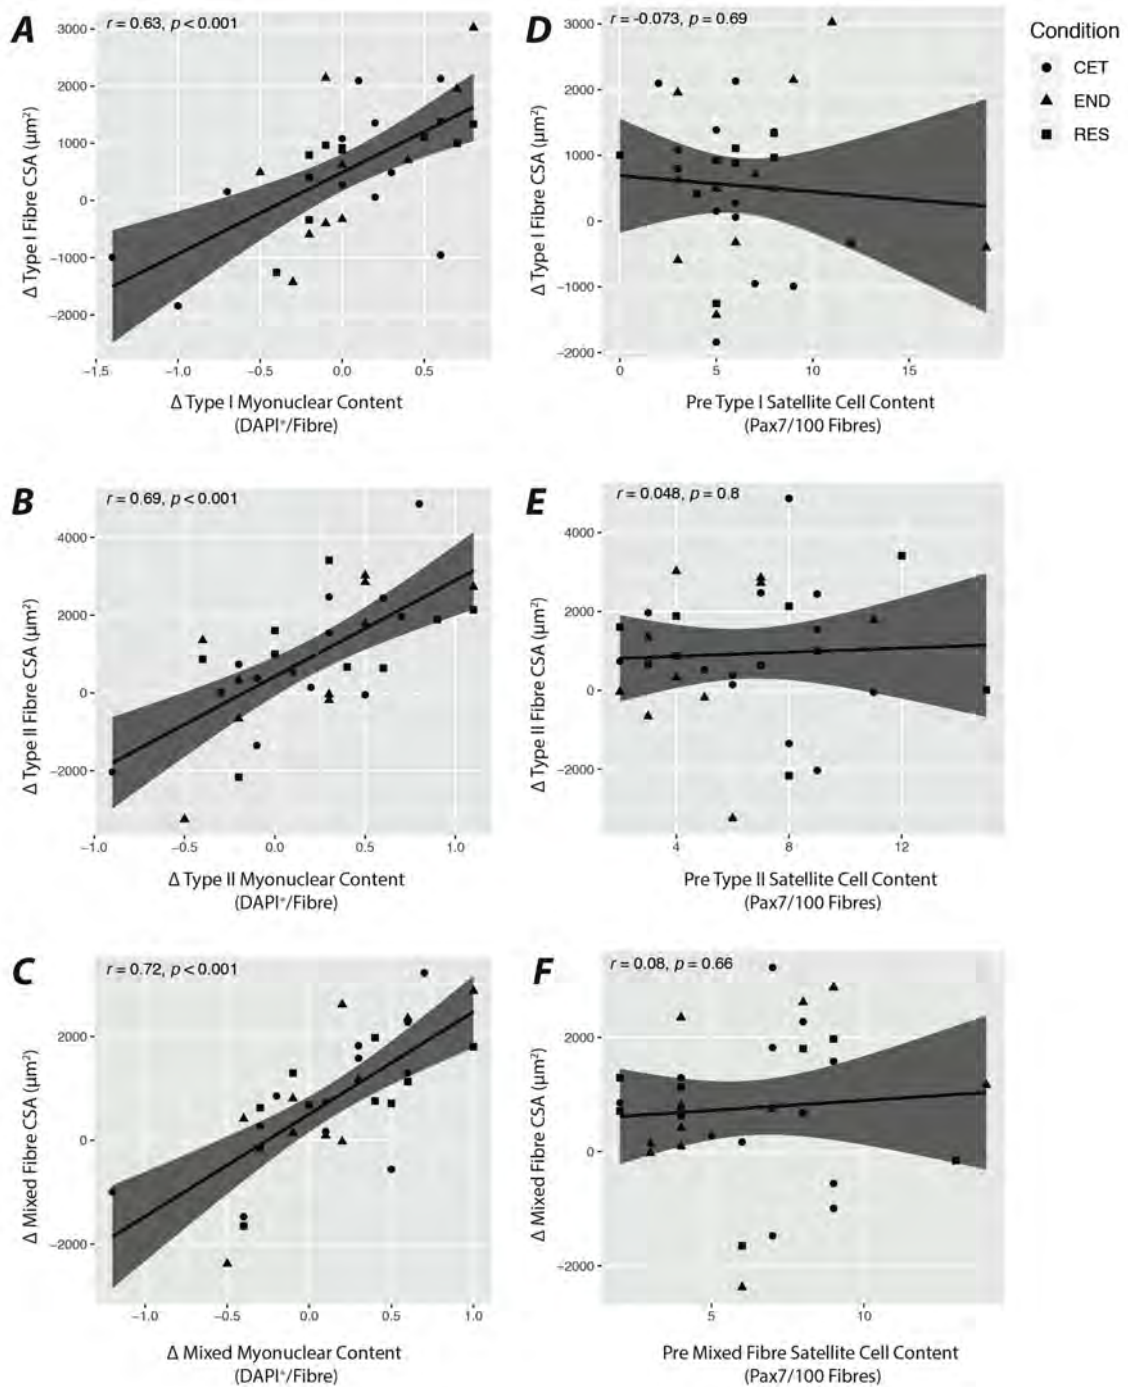 A
r = 0.63, p < 0.001
3000
2000
1000
0
−1000
−2000
−1.5
−1.0
−0.5
0.0
0.5
Δ Type I Fibre CSA (µm²)
Δ Type I Myonuclear Content
(DAPI⁺/Fibre)
D
r = -0.073, p = 0.69
3000
2000
1000
0
−1000
−2000
0
5
10
15
Δ Type I Fibre CSA (µm²)
Pre Type I Satellite Cell Content
(Pax7/100 Fibres)
Condition
CET
END
RES
B
r = 0.69, p < 0.001
4000
2000
0
−2000
−1.0
−0.5
0.0
0.5
1.0
Δ Type II Fibre CSA (µm²)
Δ Type II Myonuclear Content
(DAPI⁺/Fibre)
E
r = 0.048, p = 0.8
4000
2000
0
−2000
4
8
12
Δ Type II Fibre CSA (µm²)
Pre Type II Satellite Cell Content
(Pax7/100 Fibres)
C
r = 0.72, p < 0.001
2000
0
−2000
−1.0
−0.5
0.0
0.5
1.0
Δ Mixed Fibre CSA (µm²)
Δ Mixed Myonuclear Content
(DAPI⁺/Fibre)
F
r = 0.08, p = 0.66
2000
0
−2000
5
10
Δ Mixed Fibre CSA (µm²)
Pre Mixed Fibre Satellite Cell Content
(Pax7/100 Fibres)